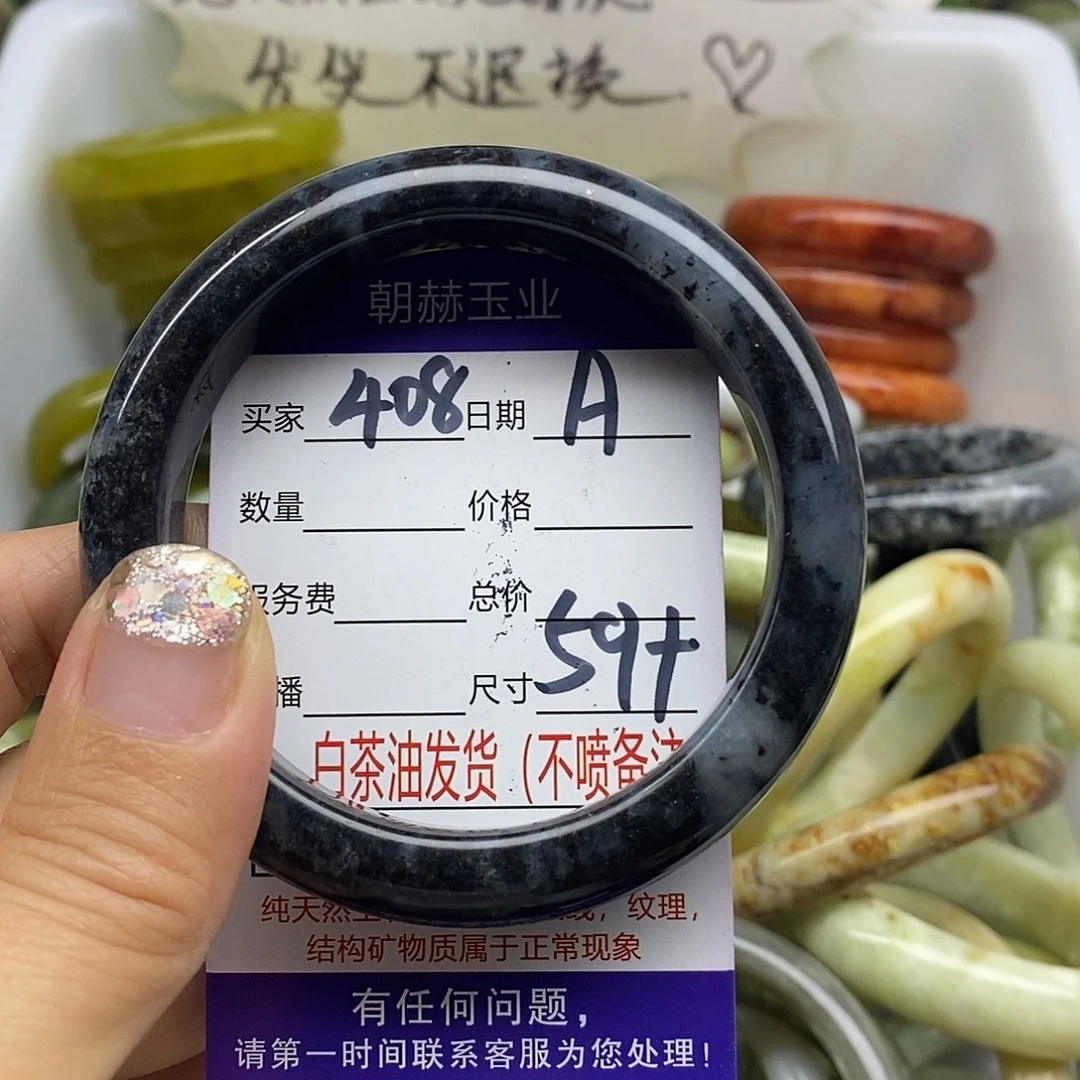 发货不退换
朝赫玉业
买家 408 日期 A
数量 价格
服务费 总价
播 尺寸 59+
白茶油发货（不喷备注
纯天然 纹理，
结构矿物质属于正常现象
有任何问题，
请第一时间联系客服为您处理！